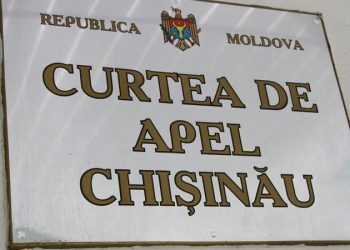 REPUBLICA MOLDOVA
CURTEA DE
APEL
CHIȘINĂU